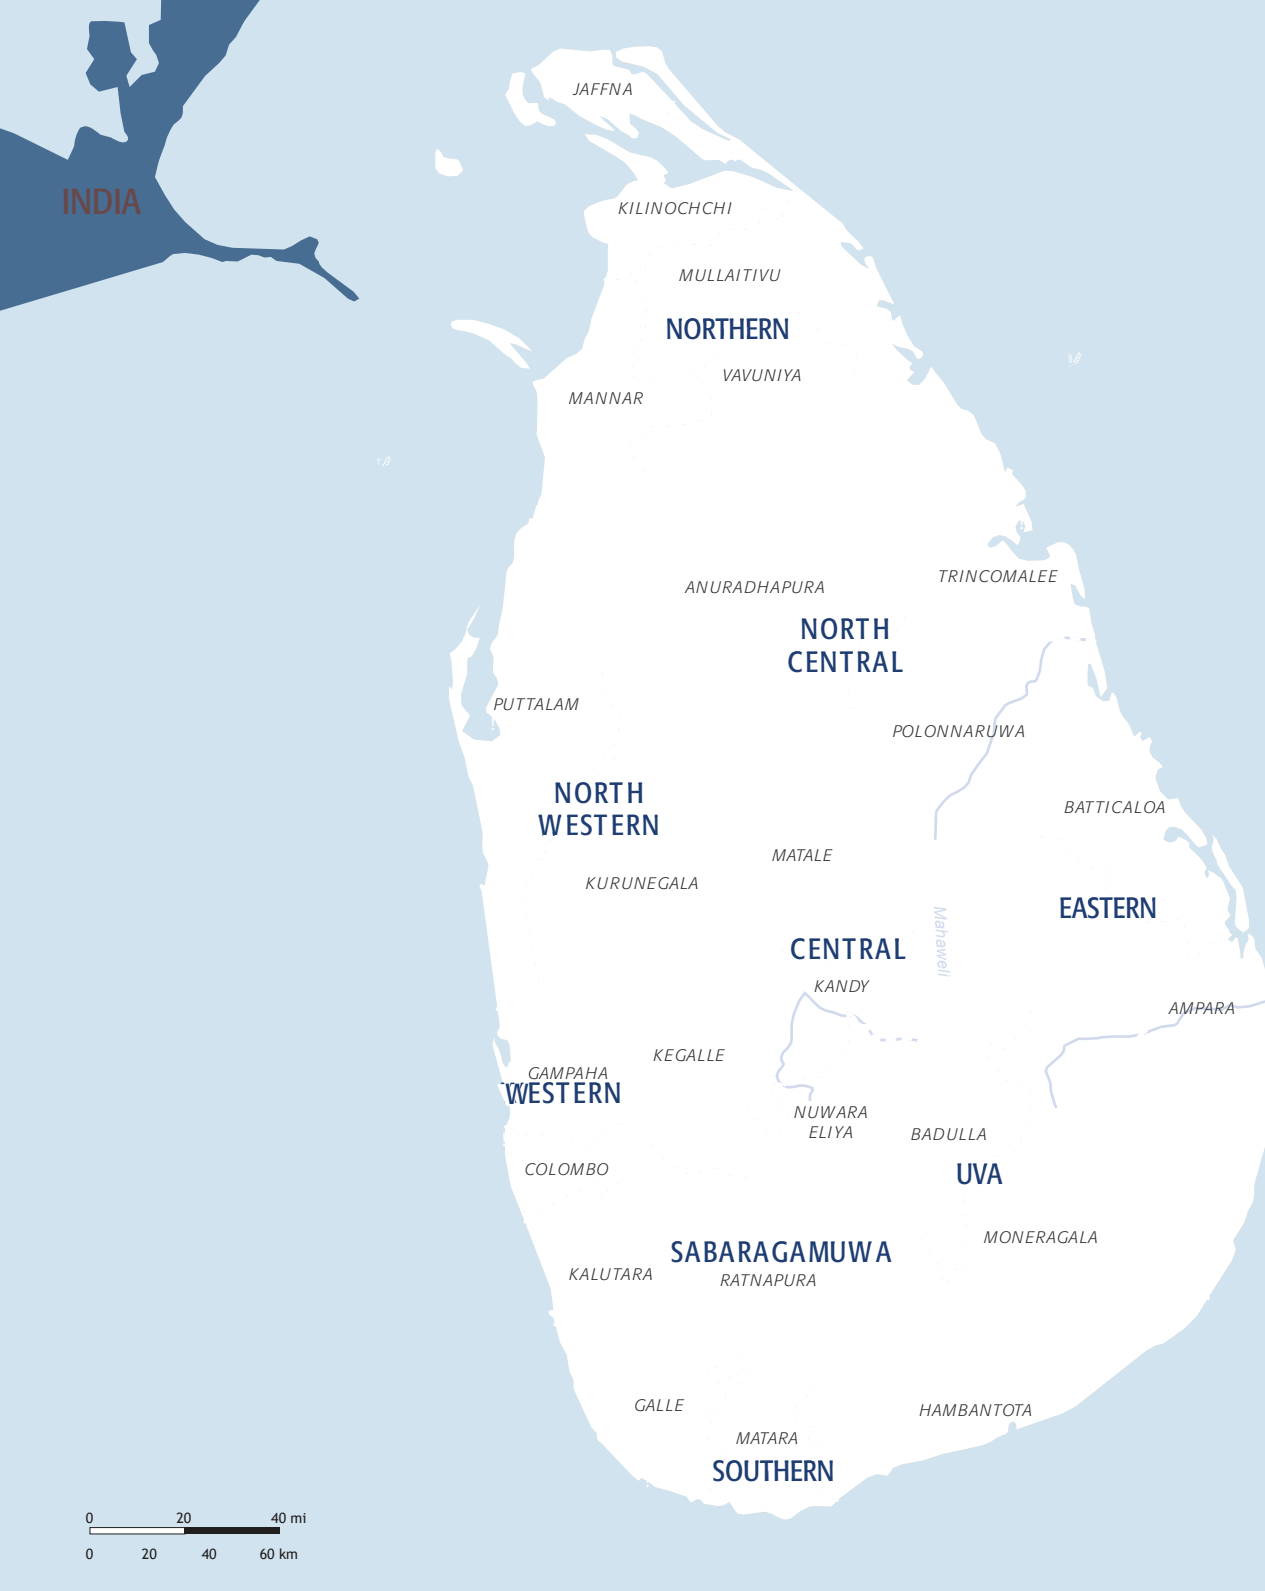 JAFFNA
INDIA
KILINOCHCHI
MULLAITIVU
NORTHERN
VAVUNIYA
MANNAR
TRINCOMALEE
ANURADHAPURA
NORTH
CENTRAL
PUTTALAM
POLONNARUWA
NORTH
WESTERN
BATTICALOA
MATALE
KURUNEGALA
EASTERN
Mahaweli
CENTRAL
KANDY
AMPARA
KEGALLE
GAMPAHA
WESTERN
NUWARA
ELIYA
BADULLA
COLOMBO
UVA
MONERAGALA
SABARAGAMUWA
KALUTARA
RATNAPURA
GALLE
HAMBANTOTA
MATARA
SOUTHERN
0 20 40 mi
0 20 40 60 km